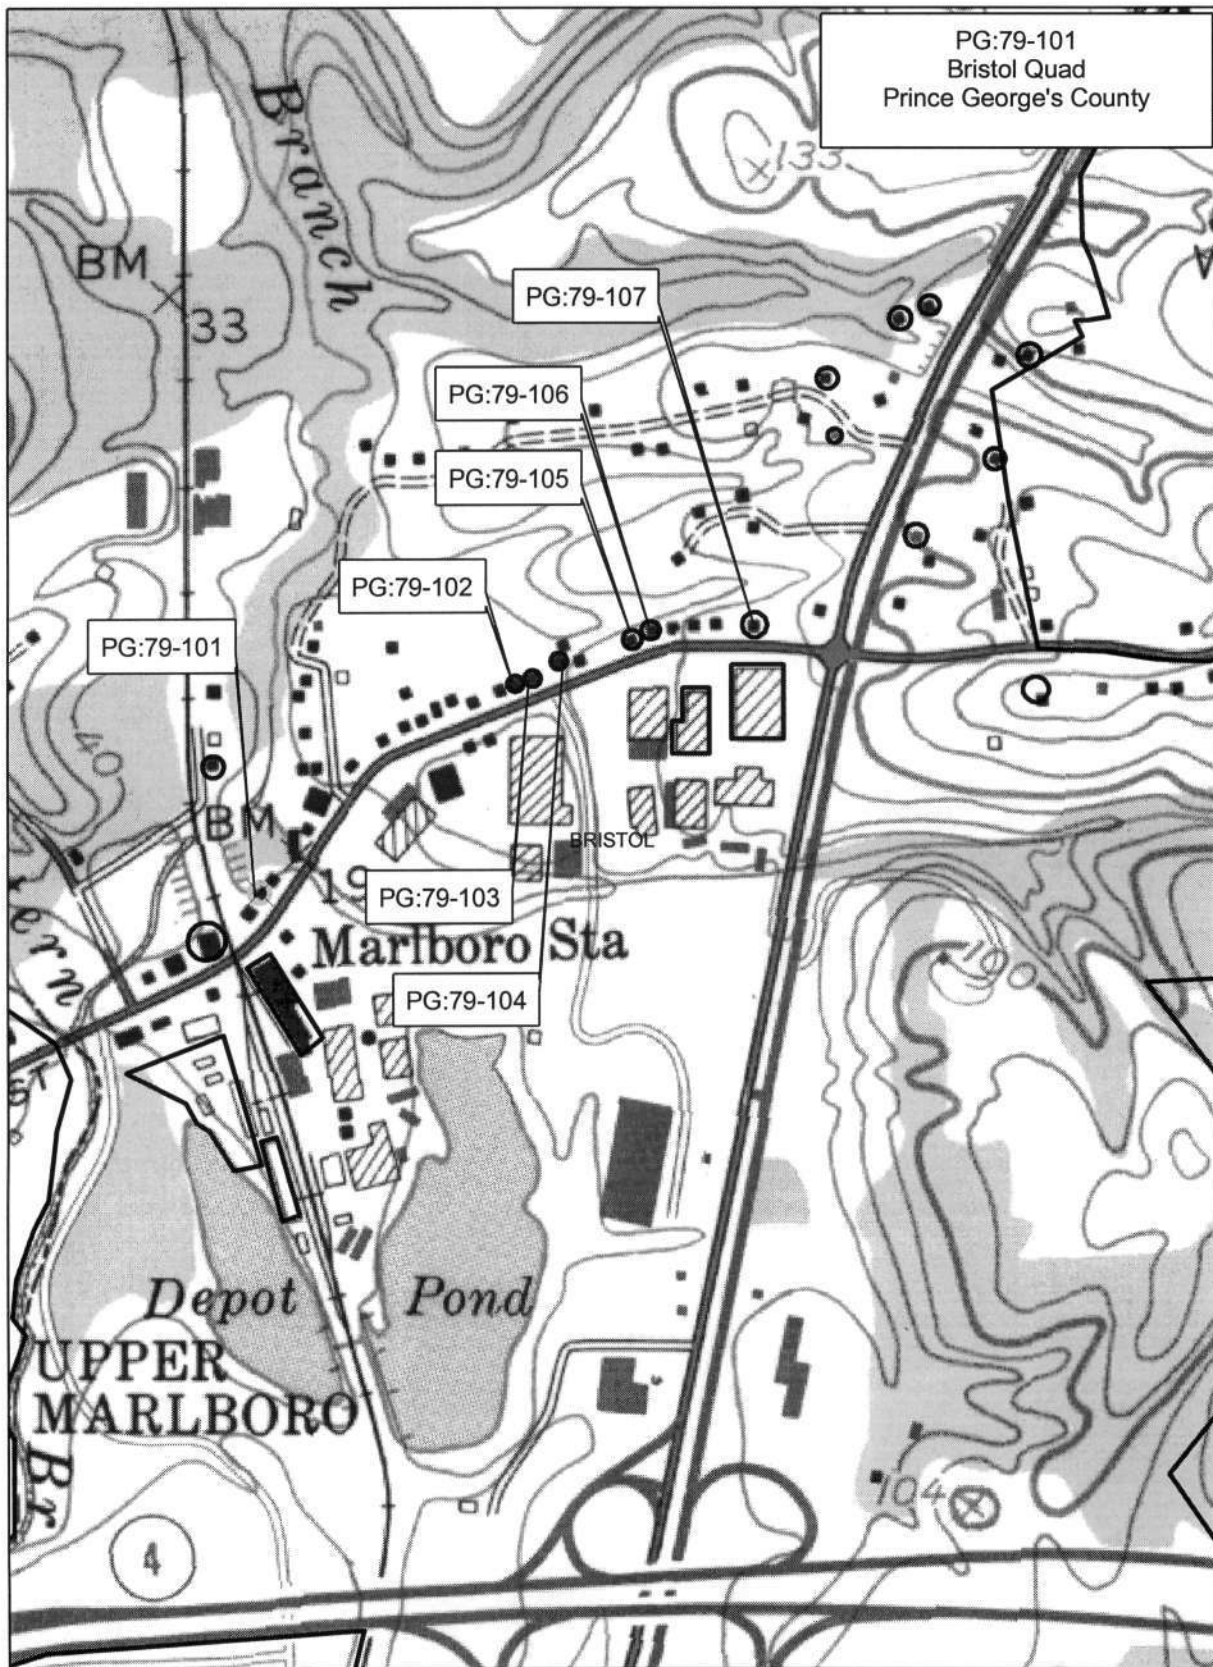 PG:79-101
Bristol Quad
Prince George's County
Branch
133
BM
33
PG:79-107
PG:79-106
PG:79-105
PG:79-102
PG:79-101
40
BM
19
BRISTOL
PG:79-103
Marlboro Sta
PG:79-104
ern
100
Depot Pond
UPPER
MARLBORO
Br
104
4